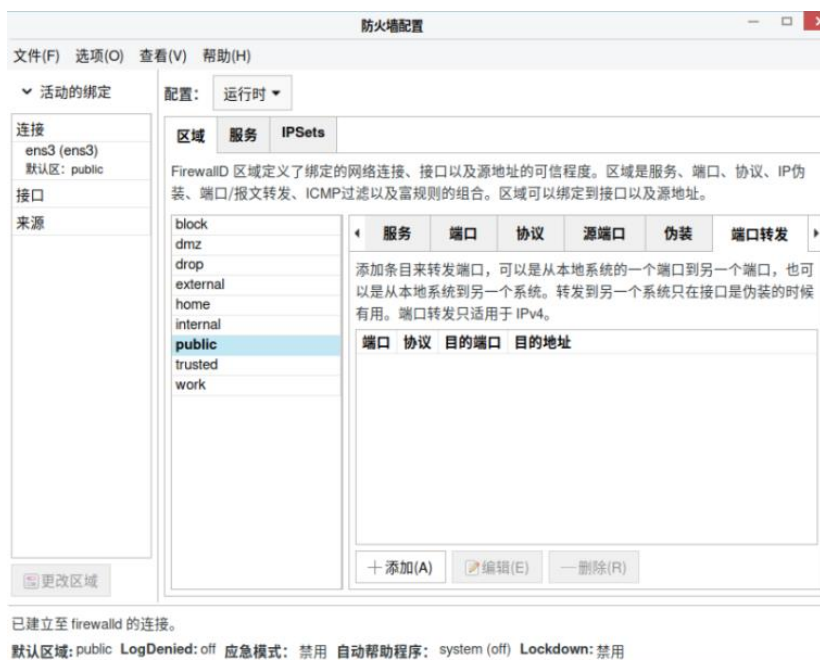 防火墙配置
文件(F) 选项(O) 查看(V) 帮助(H)
活动的绑定
连接
ens3 (ens3)
默认区：public
接口
来源
更改区域
配置：
运行时
区域 服务 IPSets
FirewallD 区域定义了绑定的网络连接、接口以及源地址的可信程度。区域是服务、端口、协议、IP伪
装、端口/报文转发、ICMP过滤以及富规则的组合。区域可以绑定到接口以及源地址。
block
dmz
drop
external
home
internal
public
trusted
work
服务 端口 协议 源端口 伪装 端口转发
添加条目来转发端口，可以是从本地系统的一个端口到另一个端口，也可
以是从本地系统到另一个系统。转发到另一个系统只在接口是伪装的时候
有用。端口转发只适用于 IPv4。
端口 协议 目的端口 目的地址
添加(A) 编辑(E) 删除(R)
已建立至 firewalld 的连接。
默认区域: public LogDenied: off 应急模式： 禁用 自动帮助程序： system (off) Lockdown: 禁用